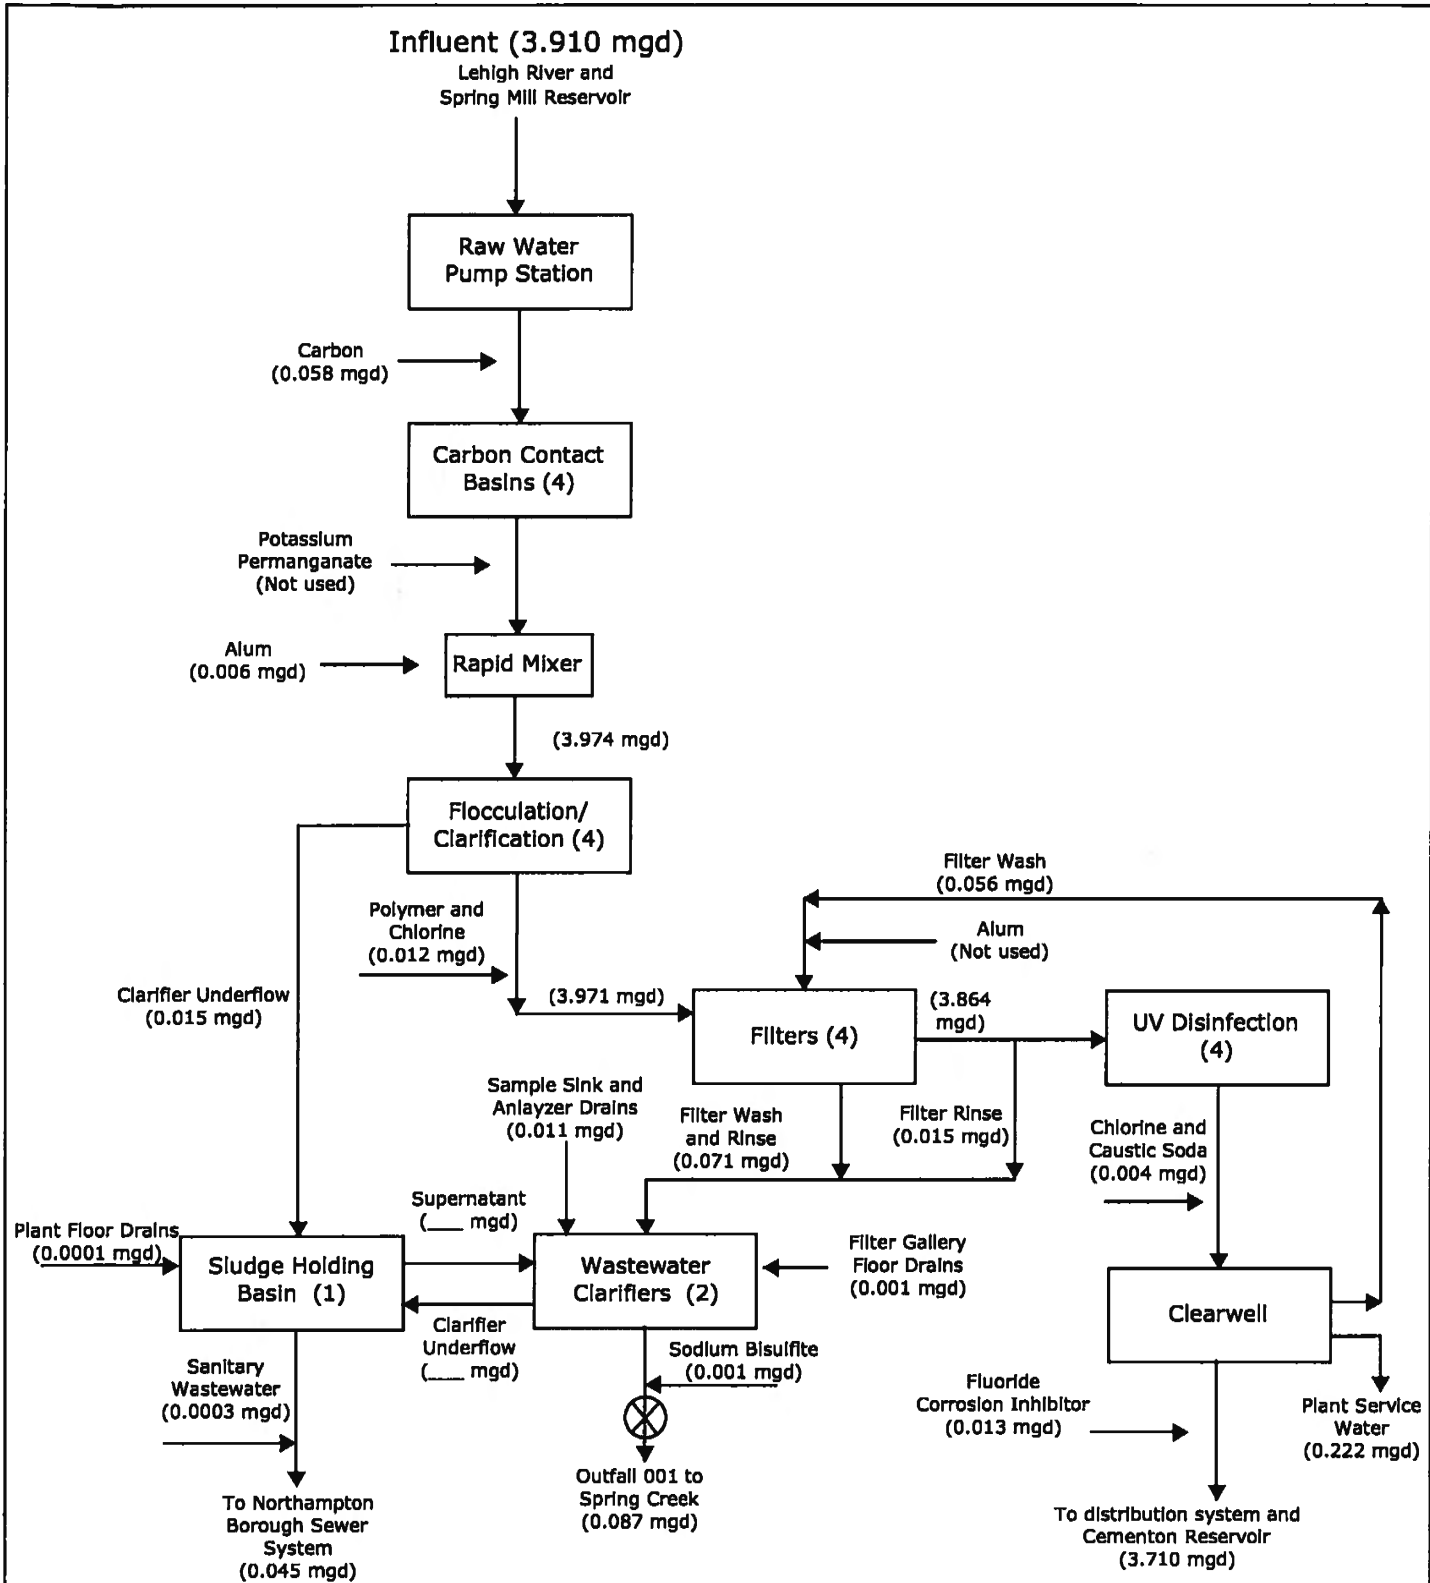 Influent (3.910 mgd)
Lehigh River and
Spring Mill Reservoir
Raw Water
Pump Station
Carbon
(0.058 mgd)
Carbon Contact
Basins (4)
Potassium
Permanganate
(Not used)
Alum
(0.006 mgd)
Rapid Mixer
(3.974 mgd)
Flocculation/
Clarification (4)
Filter Wash
(0.056 mgd)
Polymer and
Chlorine
(0.012 mgd)
Alum
(Not used)
Clarifier Underflow
(0.015 mgd)
(3.971 mgd)
Filters (4)
(3.864
mgd)
UV Disinfection
(4)
Sample Sink and
Anlayzer Drains
(0.011 mgd)
Filter Wash
and Rinse
(0.071 mgd)
Filter Rinse
(0.015 mgd)
Chlorine and
Caustic Soda
(0.004 mgd)
Plant Floor Drains
(0.0001 mgd)
Supernatant
(___ mgd)
Sludge Holding
Basin (1)
Wastewater
Clarifiers (2)
Filter Gallery
Floor Drains
(0.001 mgd)
Clearwell
Clarifier
Underflow
(___ mgd)
Sodium Bisulfite
(0.001 mgd)
Sanitary
Wastewater
(0.0003 mgd)
Fluoride
Corrosion Inhibitor
(0.013 mgd)
Plant Service
Water
(0.222 mgd)
To Northampton
Borough Sewer
System
(0.045 mgd)
Outfall 001 to
Spring Creek
(0.087 mgd)
To distribution system and
Cementon Reservoir
(3.710 mgd)